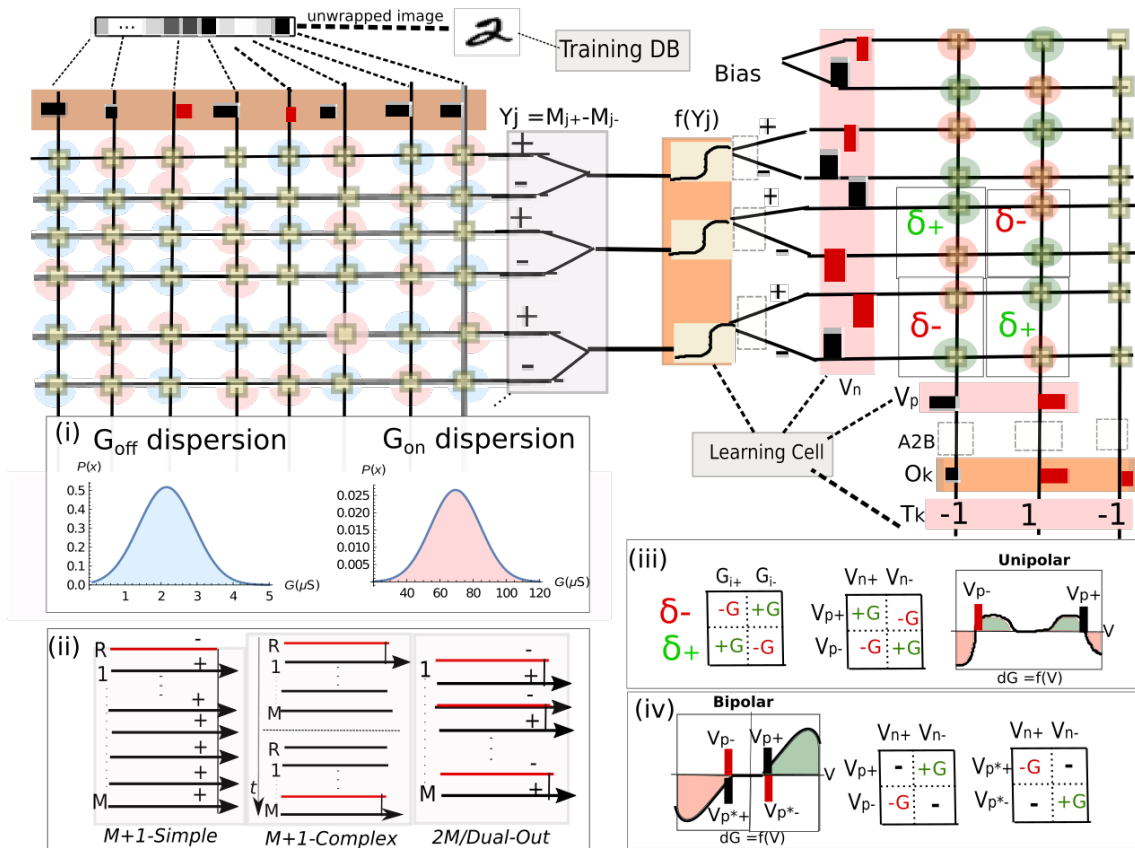 unwrapped image
...
2
Training DB
Bias
Yj =Mj+-Mj-
f(Yj)
+
-
+
-
+
-
+
-
+
-
+
-
δ+
δ-
δ-
δ+
Vn
Vp
Learning Cell
A2B
Ok
Tk
-1
1
-1
(i)
Goff dispersion
Gon dispersion
P(x)
0.5
0.4
0.3
0.2
0.1
0.0
1
2
3
4
5
G(μS)
P(x)
0.025
0.020
0.015
0.010
0.005
0.000
20
40
60
80
100
120
G(μS)
(ii)
R
-
1
+
+
+
+
+
M
+
M+1-Simple
R
-
1
+
M
R
1
t
-
M
+
M+1-Complex
-
1
+
-
+
-
M
+
2M/Dual-Out
(iii)
Gi+ Gi-
δ- -G +G
δ+ +G -G
Vn+ Vn-
Vp+ +G -G
Vp- -G +G
Unipolar
Vp-
Vp+
V
dG =f(V)
(iv)
Bipolar
Vp-
Vp+
V
Vp*+
Vp*-
dG =f(V)
Vn+ Vn-
Vp+ - +G
Vp- -G -
Vn+ Vn-
Vp*+ -G -
Vp*- - +G